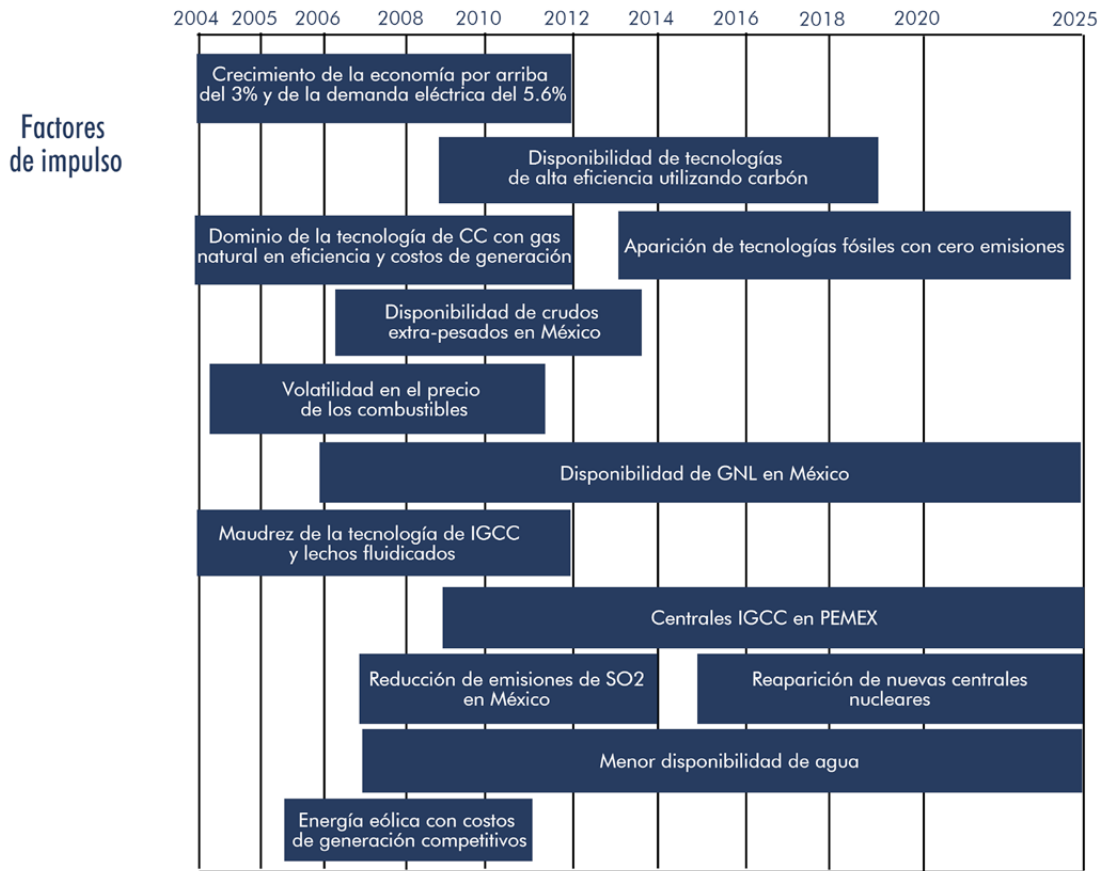 2004 2005 2006 2008 2010 2012 2014 2016 2018 2020 2025
Factores
de impulso
Crecimiento de la economía por arriba
del 3% y de la demanda eléctrica del 5.6%
Disponibilidad de tecnologías
de alta eficiencia utilizando carbón
Dominio de la tecnología de CC con gas
natural en eficiencia y costos de generación
Aparición de tecnologías fósiles con cero emisiones
Disponibilidad de crudos
extra-pesados en México
Volatilidad en el precio
de los combustibles
Disponibilidad de GNL en México
Maudrez de la tecnología de IGCC
y lechos fluidicados
Centrales IGCC en PEMEX
Reducción de emisiones de SO2
en México
Reaparición de nuevas centrales
nucleares
Menor disponibilidad de agua
Energía eólica con costos
de generación competitivos